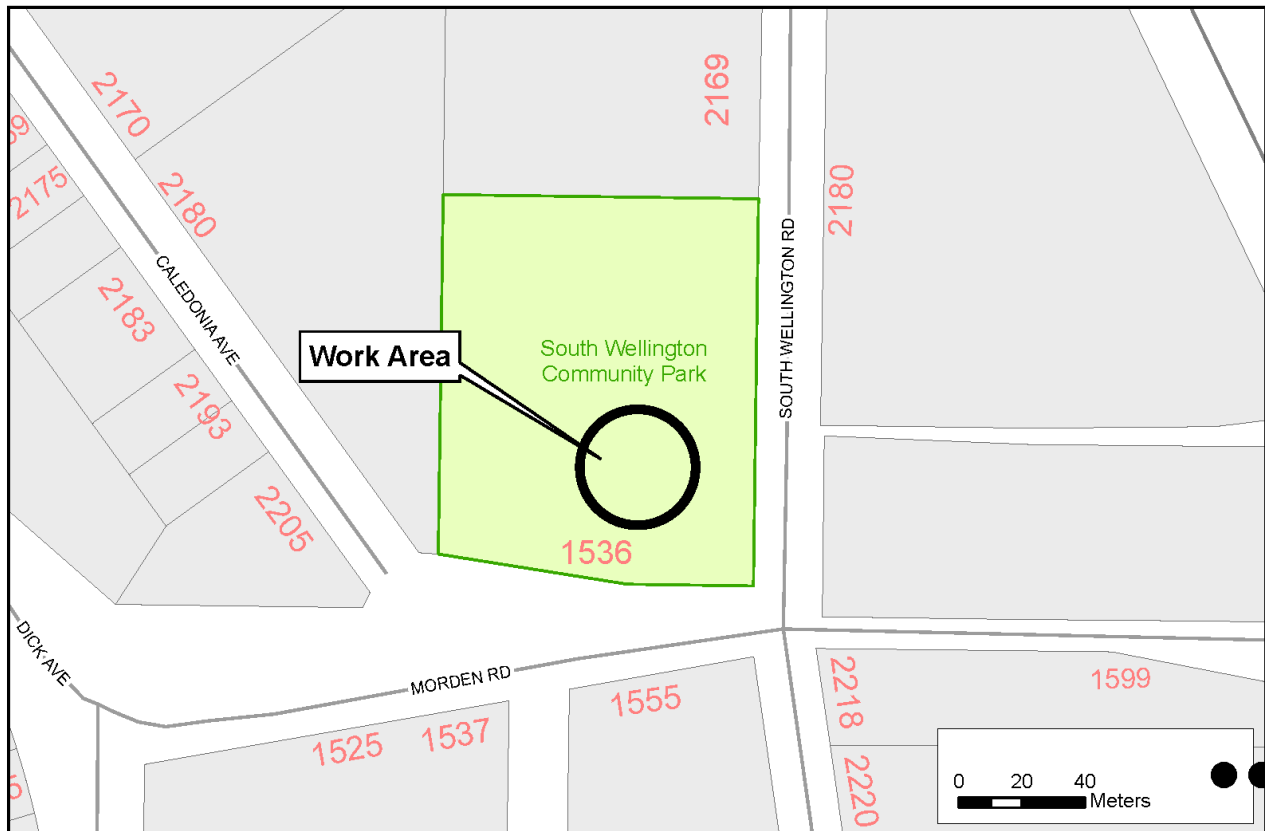 2170
2169
2175
2180
2180
CALEDONIA AVE
SOUTH WELLINGTON RD
2183
Work Area
South Wellington
Community Park
2193
2205
1536
DICK AVE
MORDEN RD
1555
2218
1599
1525
1537
2220
0 20 40
Meters